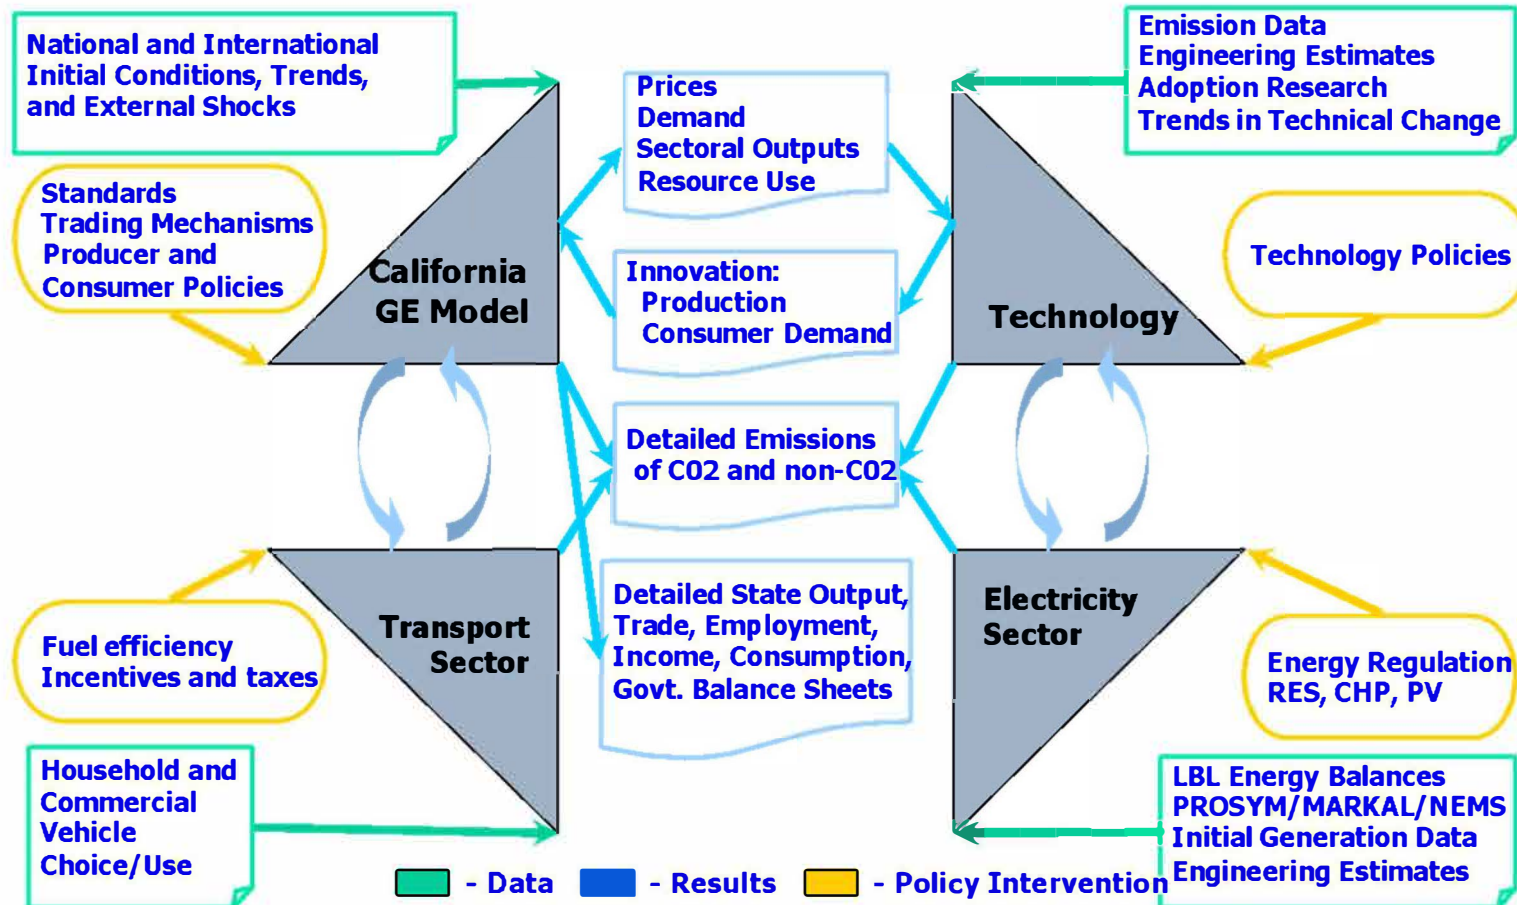 National and International
Initial Conditions, Trends,
and External Shocks
Prices
Demand
Sectoral Outputs
Resource Use
Emission Data
Engineering Estimates
Adoption Research
Trends in Technical Change
Standards
Trading Mechanisms
Producer and
Consumer Policies
California
GE Model
Innovation:
Production
Consumer Demand
Technology
Technology Policies
Detailed Emissions
of C02 and non-C02
Fuel efficiency
Incentives and taxes
Transport
Sector
Detailed State Output,
Trade, Employment,
Income, Consumption,
Govt. Balance Sheets
Electricity
Sector
Energy Regulation
RES, CHP, PV
Household and
Commercial
Vehicle
Choice/Use
LBL Energy Balances
PROSYM/MARKAL/NEMS
Initial Generation Data
Engineering Estimates
- Data - Results - Policy Intervention